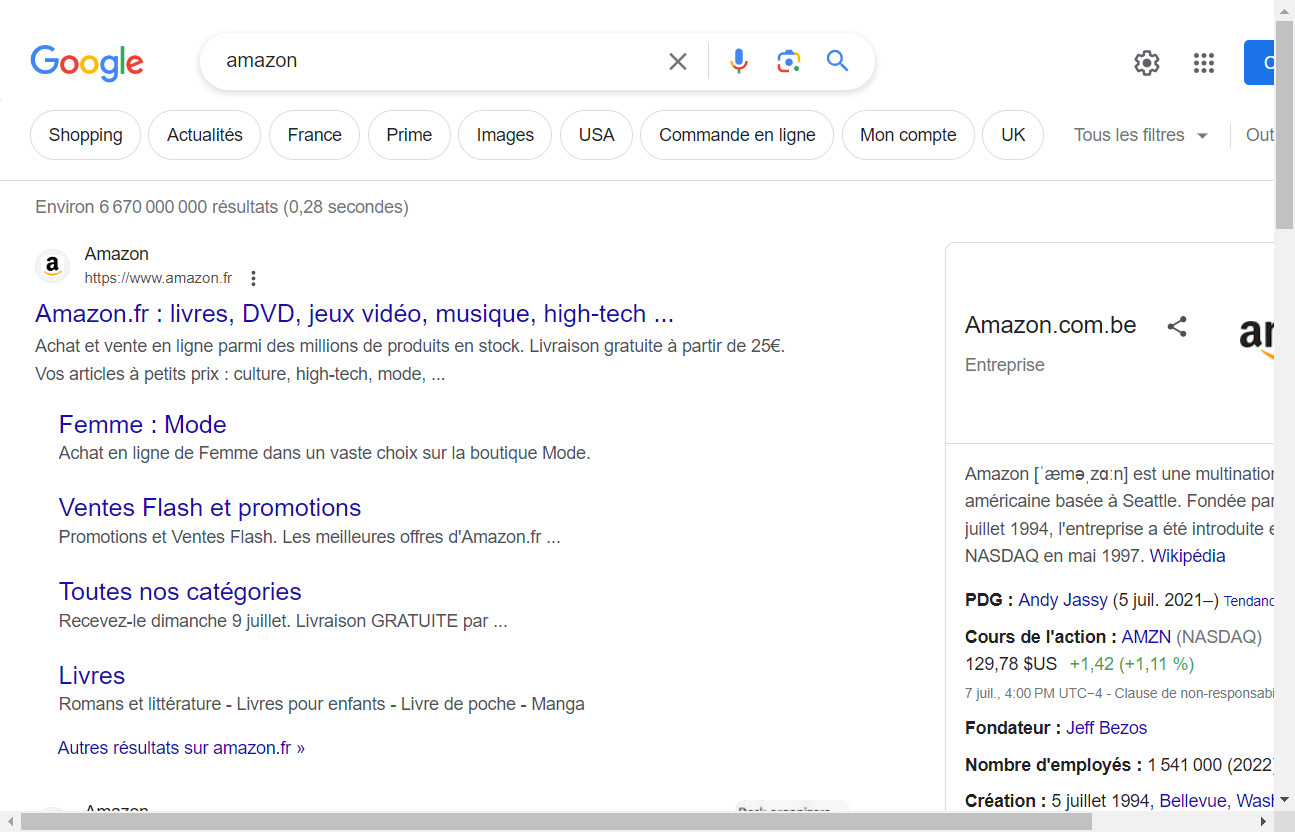 Google
amazon
Shopping
Actualités
France
Prime
Images
USA
Commande en ligne
Mon compte
UK
Tous les filtres
Environ 6 670 000 000 résultats (0,28 secondes)
Amazon
https://www.amazon.fr
Amazon.fr : livres, DVD, jeux vidéo, musique, high-tech ...
Achat et vente en ligne parmi des millions de produits en stock. Livraison gratuite à partir de 25€.
Vos articles à petits prix : culture, high-tech, mode, ...
Femme : Mode
Achat en ligne de Femme dans un vaste choix sur la boutique Mode.
Ventes Flash et promotions
Promotions et Ventes Flash. Les meilleures offres d'Amazon.fr ...
Toutes nos catégories
Recevez-le dimanche 9 juillet. Livraison GRATUITE par ...
Livres
Romans et littérature - Livres pour enfants - Livre de poche - Manga
Autres résultats sur amazon.fr »
Amazon
Amazon.com.be
Entreprise
Amazon [ˈæməˌzɑːn] est une
américaine basée à Seattle. Fondée
juillet 1994, l'entreprise a été introduite
NASDAQ en mai 1997. Wikipédia
PDG : Andy Jassy (5 juil. 2021–)
Cours de l'action : AMZN (NASDAQ)
129,78 $US +1,42 (+1,11 %)
7 juil., 4:00 PM UTC−4 - Clause de
Fondateur : Jeff Bezos
Nombre d'employés : 1 541 000 (2022)
Création : 5 juillet 1994, Bellevue,